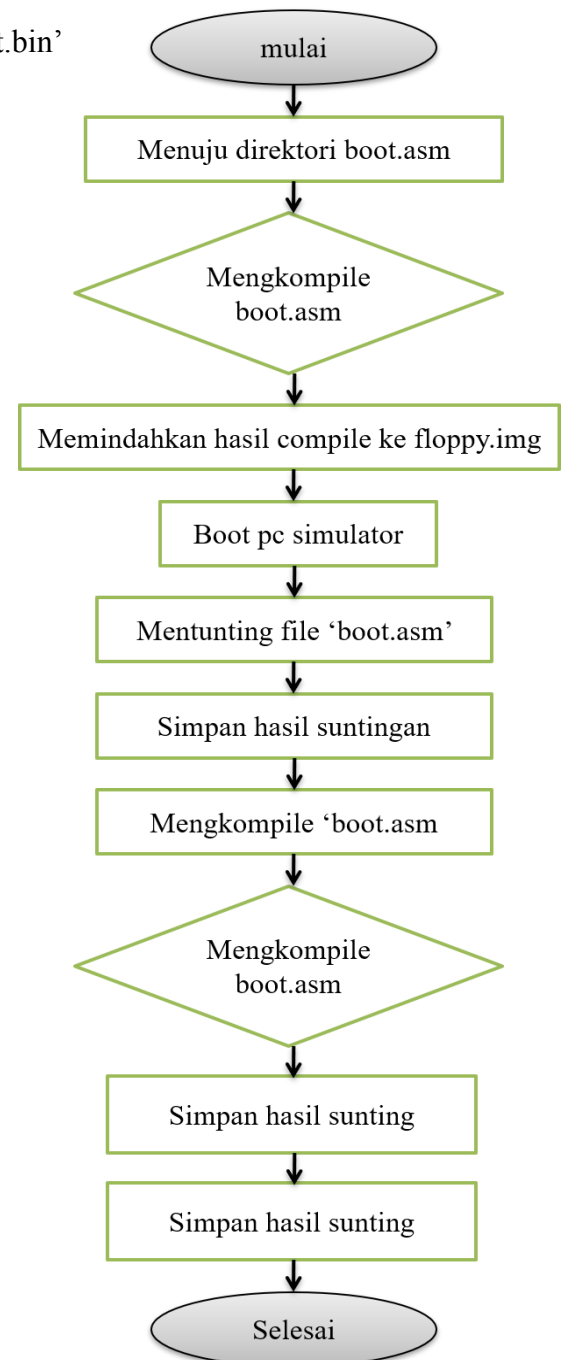 t.bin’
mulai
Menuju direktori boot.asm
Mengkompile
boot.asm
Memindahkan hasil compile ke floppy.img
Boot pc simulator
Mentunting file ‘boot.asm’
Simpan hasil suntingan
Mengkompile ‘boot.asm
Mengkompile
boot.asm
Simpan hasil sunting
Simpan hasil sunting
Selesai